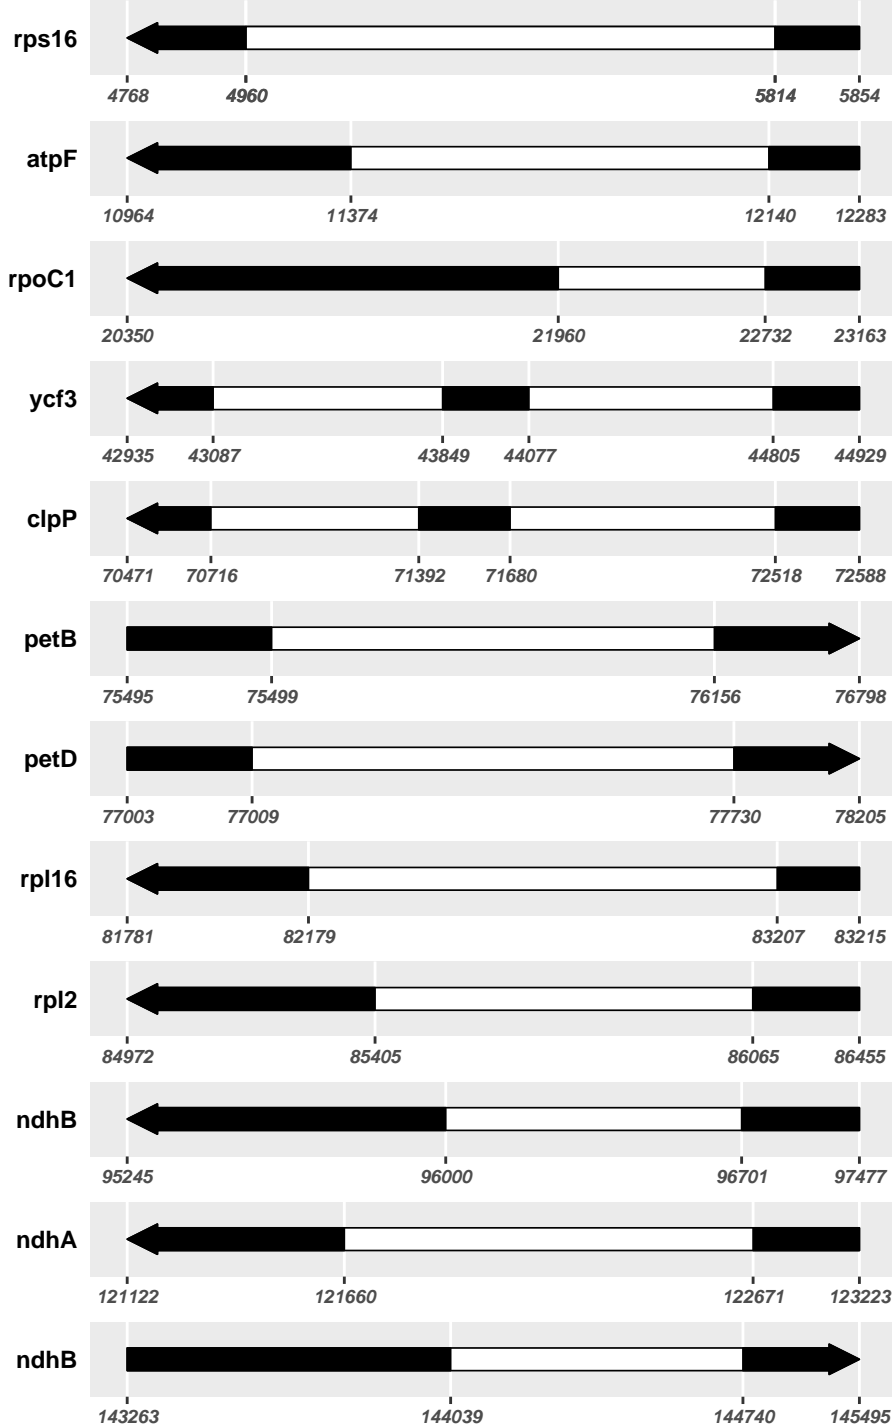 rps16
4768 4960 5814 5854
atpF
10964 11374 12140 12283
rpoC1
20350 21960 22732 23163
ycf3
42935 43087 43849 44077 44805 44929
clpP
70471 70716 71392 71680 72518 72588
petB
75495 75499 76156 76798
petD
77003 77009 77730 78205
rpl16
81781 82179 83207 83215
rpl2
84972 85405 86065 86455
ndhB
95245 96000 96701 97477
ndhA
121122 121660 122671 123223
ndhB
143263 144039 144740 145495